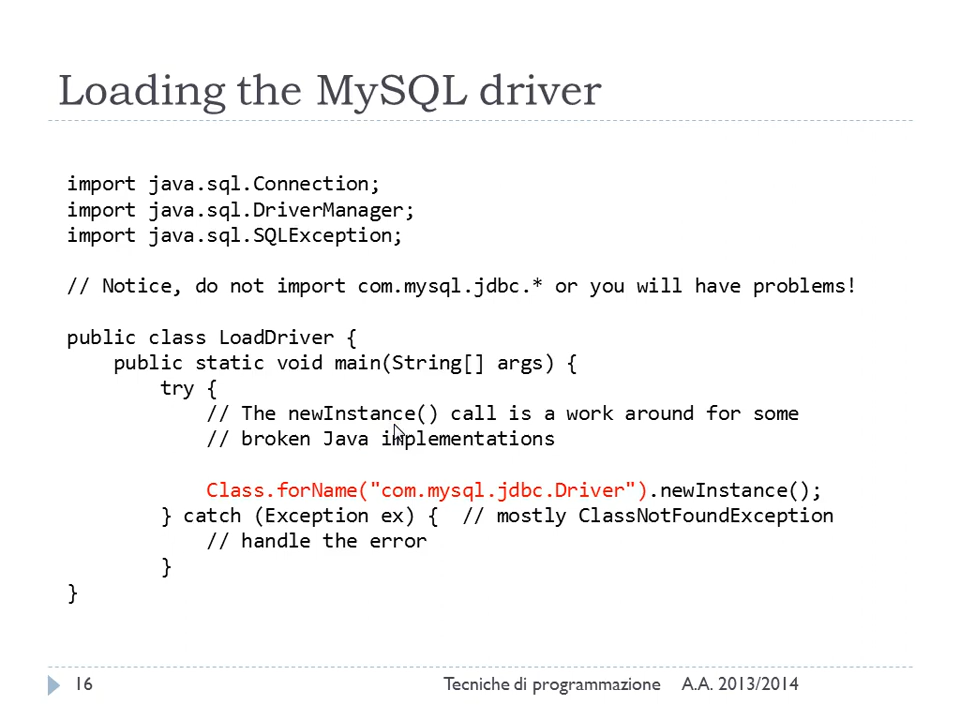 Loading the MySQL driver
import java.sql.Connection;
import java.sql.DriverManager;
import java.sql.SQLException;
// Notice, do not import com.mysql.jdbc.* or you will have problems!
public class LoadDriver {
    public static void main(String[] args) {
        try {
            // The newInstance() call is a work around for some
            // broken Java implementations
            Class.forName("com.mysql.jdbc.Driver").newInstance();
        } catch (Exception ex) {  // mostly ClassNotFoundException
            // handle the error
        }
}
16
Tecniche di programmazione A.A. 2013/2014